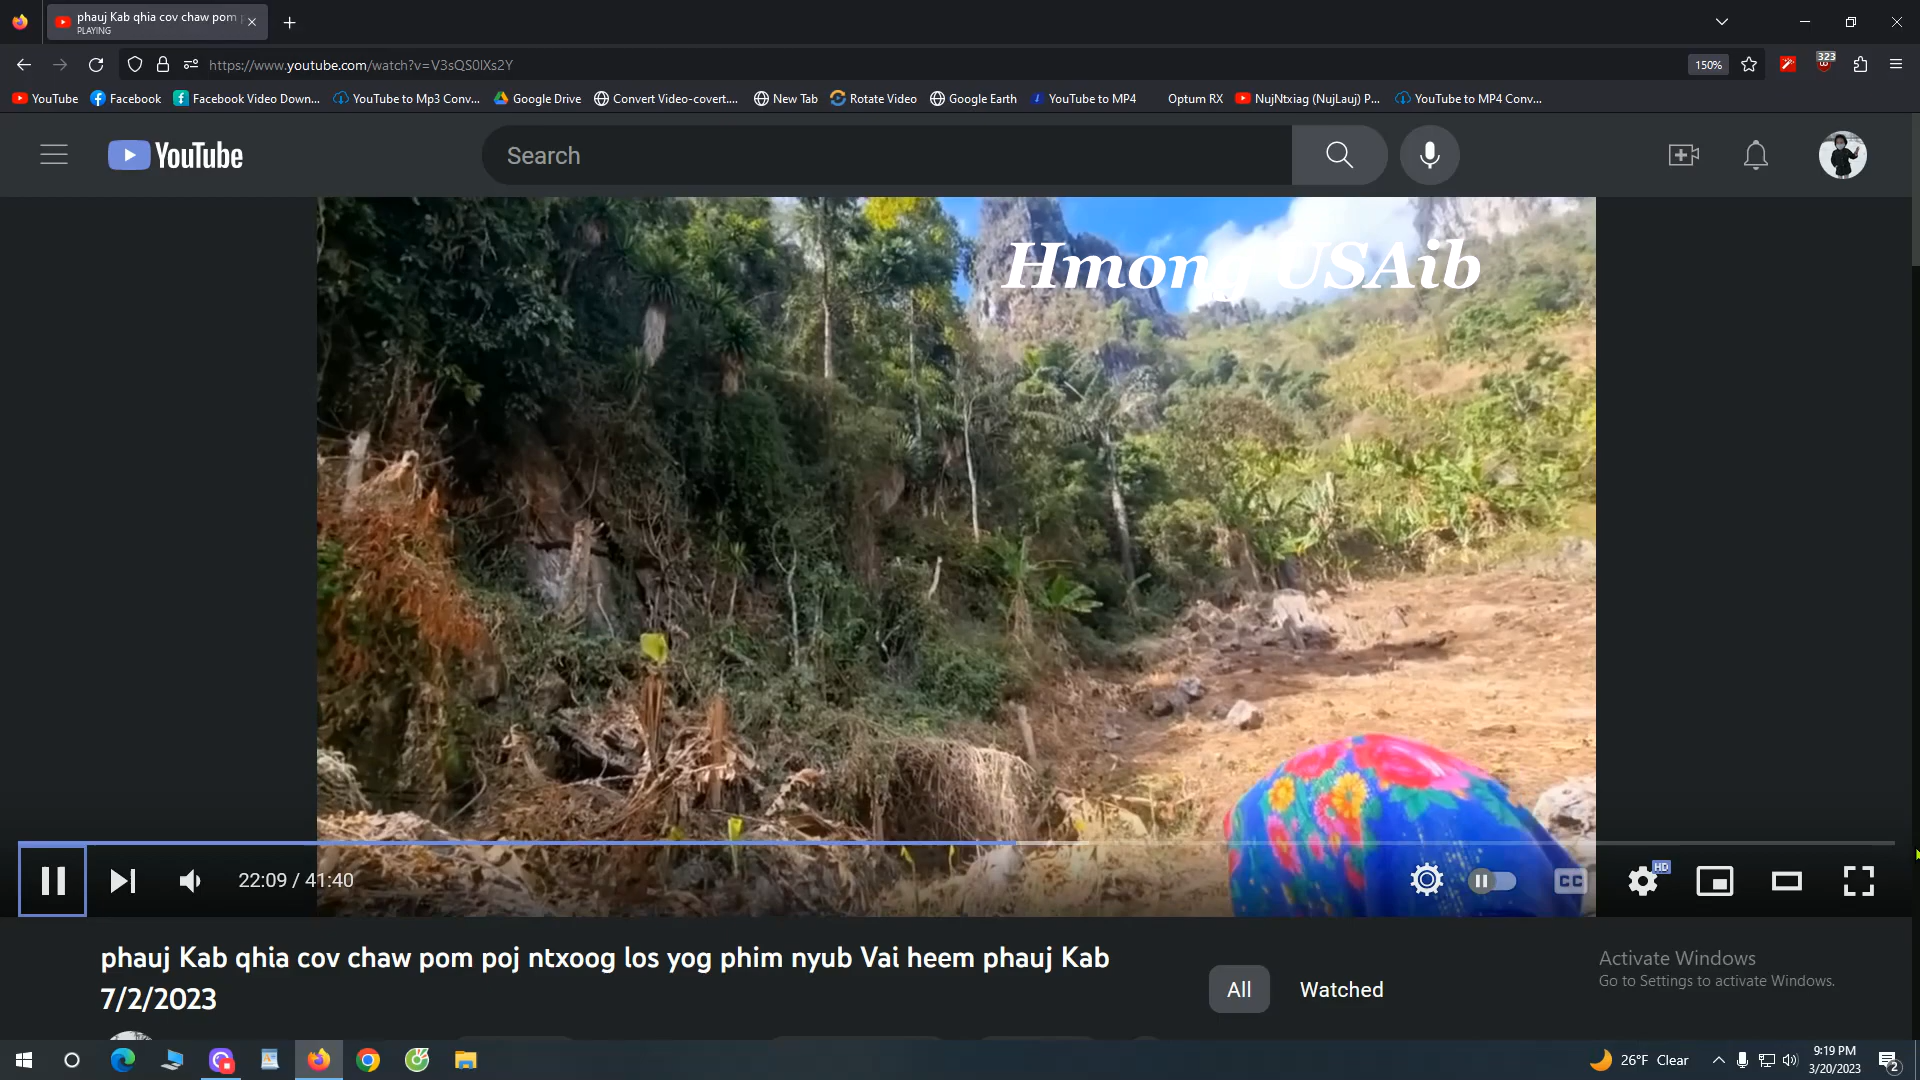 phauj Kab qhia cov chaw pom
PLAYING
https://www.youtube.com/watch?v=V3sQS0lXs2Y
150%
323
YouTube
Facebook
Facebook Video Down...
YouTube to Mp3 Conv...
Google Drive
Convert Video-covert....
New Tab
Rotate Video
Google Earth
YouTube to MP4
Optum RX
NujNtxiag (NujLauj) P...
YouTube to MP4 Conv...
YouTube
Search
Hmong USAib
22:09 / 41:40
CC
HD
phauj Kab qhia cov chaw pom poj ntxoog los yog phim nyub Vai heem phauj Kab
7/2/2023
All
Watched
Activate Windows
Go to Settings to activate Windows.
26°F Clear
9:19 PM
3/20/2023
2